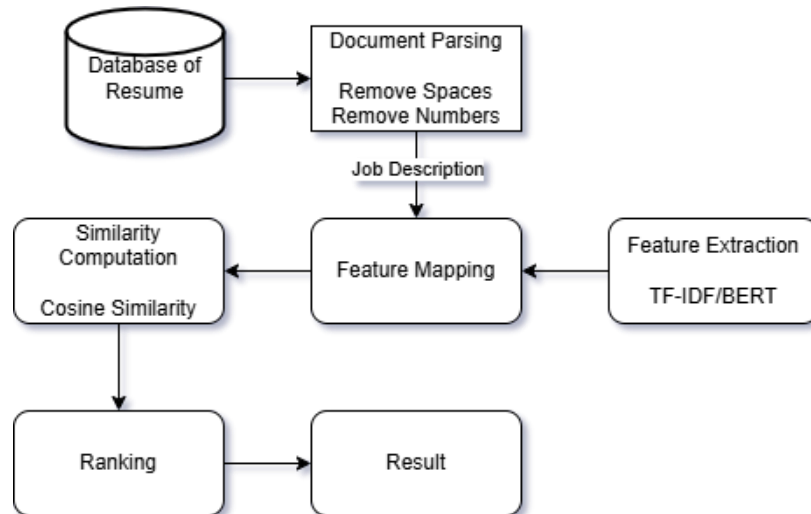 Database of
Resume
Document Parsing
Remove Spaces
Remove Numbers
Job Description
Similarity
Computation
Cosine Similarity
Feature Mapping
Feature Extraction
TF-IDF/BERT
Ranking
Result